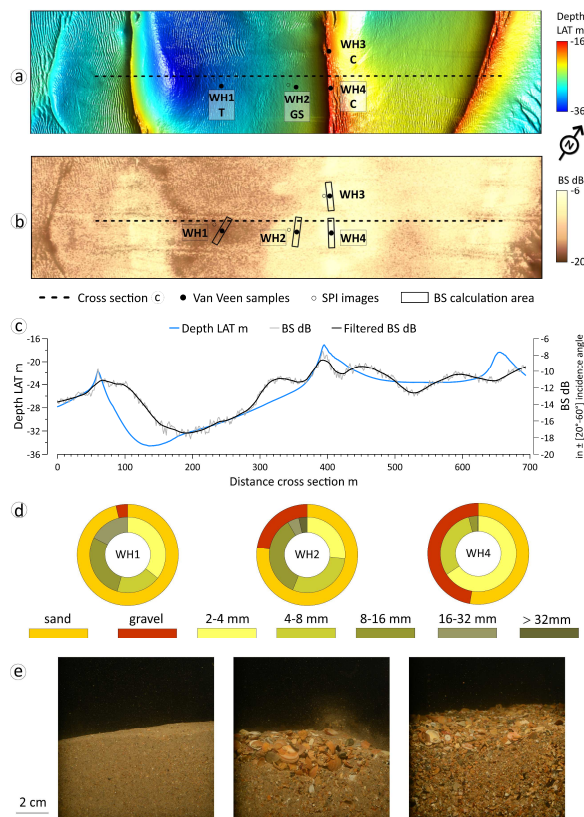 Depth
LAT m
-16
-36
WH3
C
WH1
T
WH2
GS
WH4
C
a
N
BS dB
-6
-20
b
WH3
WH1
WH2
WH4
Cross section c
Van Veen samples
SPI images
BS calculation area
c
Depth LAT m
BS dB
Filtered BS dB
Depth LAT m
-16
-20
-24
-28
-32
-36
-6
-8
-10
-12
-14
-16
-18
-20
BS dB
in ± [20°-60°] incidence angle
0 100 200 300 400 500 600 700
Distance cross section m
d
WH1
WH2
WH4
sand gravel 2-4 mm 4-8 mm 8-16 mm 16-32 mm > 32mm
e
2 cm